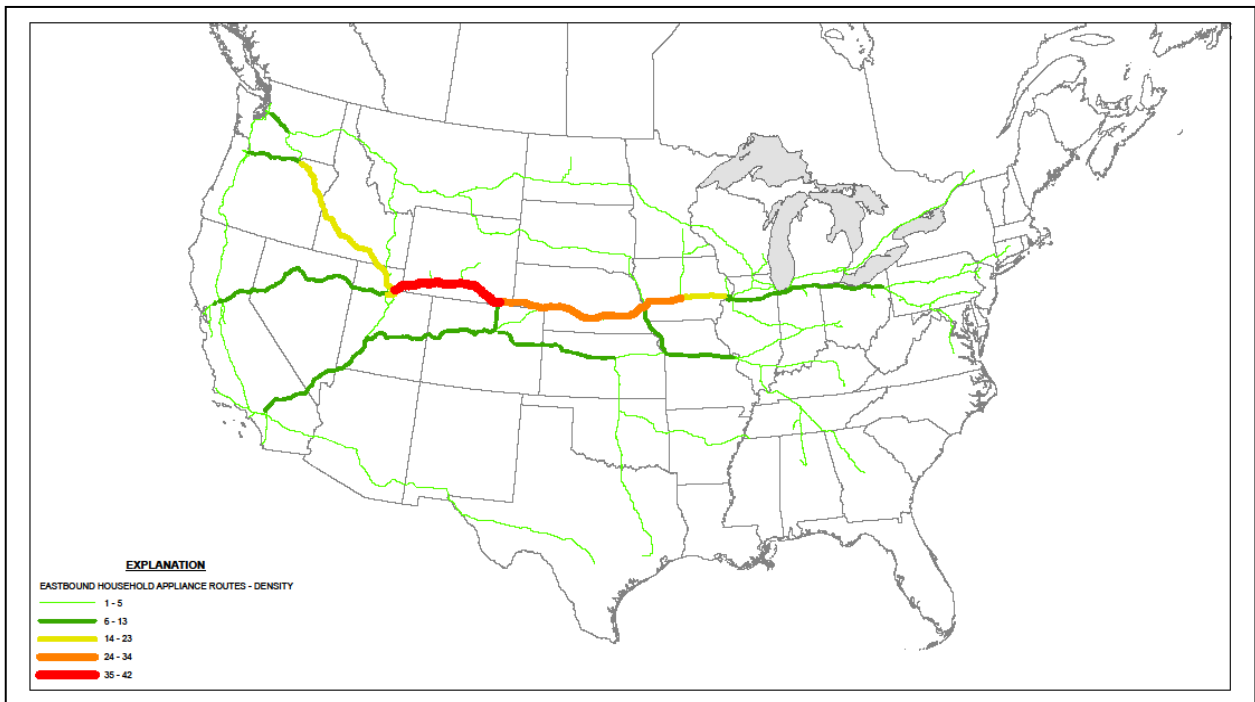 EXPLANATION
EASTBOUND HOUSEHOLD APPLIANCE ROUTES - DENSITY
1 - 5
6 - 13
14 - 23
24 - 34
35 - 42